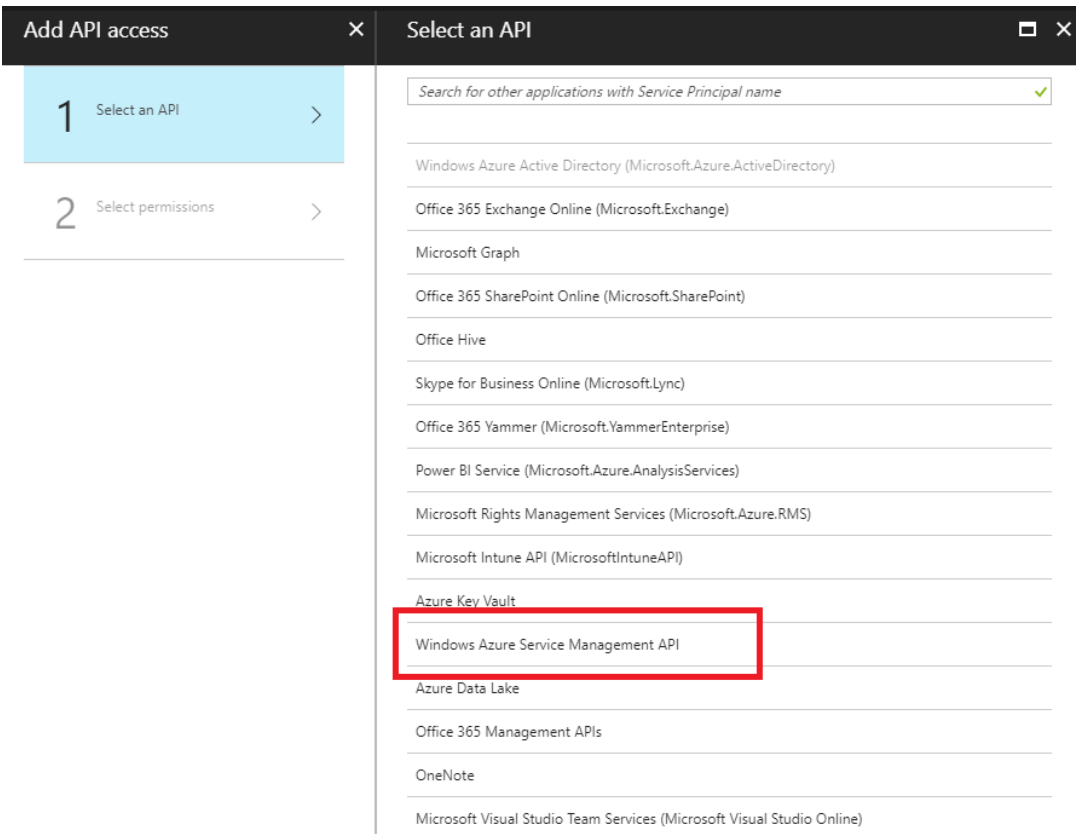 Add API access
1 Select an API
2 Select permissions
Select an API
Search for other applications with Service Principal name
Windows Azure Active Directory (Microsoft.Azure.ActiveDirectory)
Office 365 Exchange Online (Microsoft.Exchange)
Microsoft Graph
Office 365 SharePoint Online (Microsoft.SharePoint)
Office Hive
Skype for Business Online (Microsoft.Lync)
Office 365 Yammer (Microsoft.YammerEnterprise)
Power BI Service (Microsoft.Azure.AnalysisServices)
Microsoft Rights Management Services (Microsoft.Azure.RMS)
Microsoft Intune API (MicrosoftIntuneAPI)
Azure Key Vault
Windows Azure Service Management API
Azure Data Lake
Office 365 Management APIs
OneNote
Microsoft Visual Studio Team Services (Microsoft Visual Studio Online)